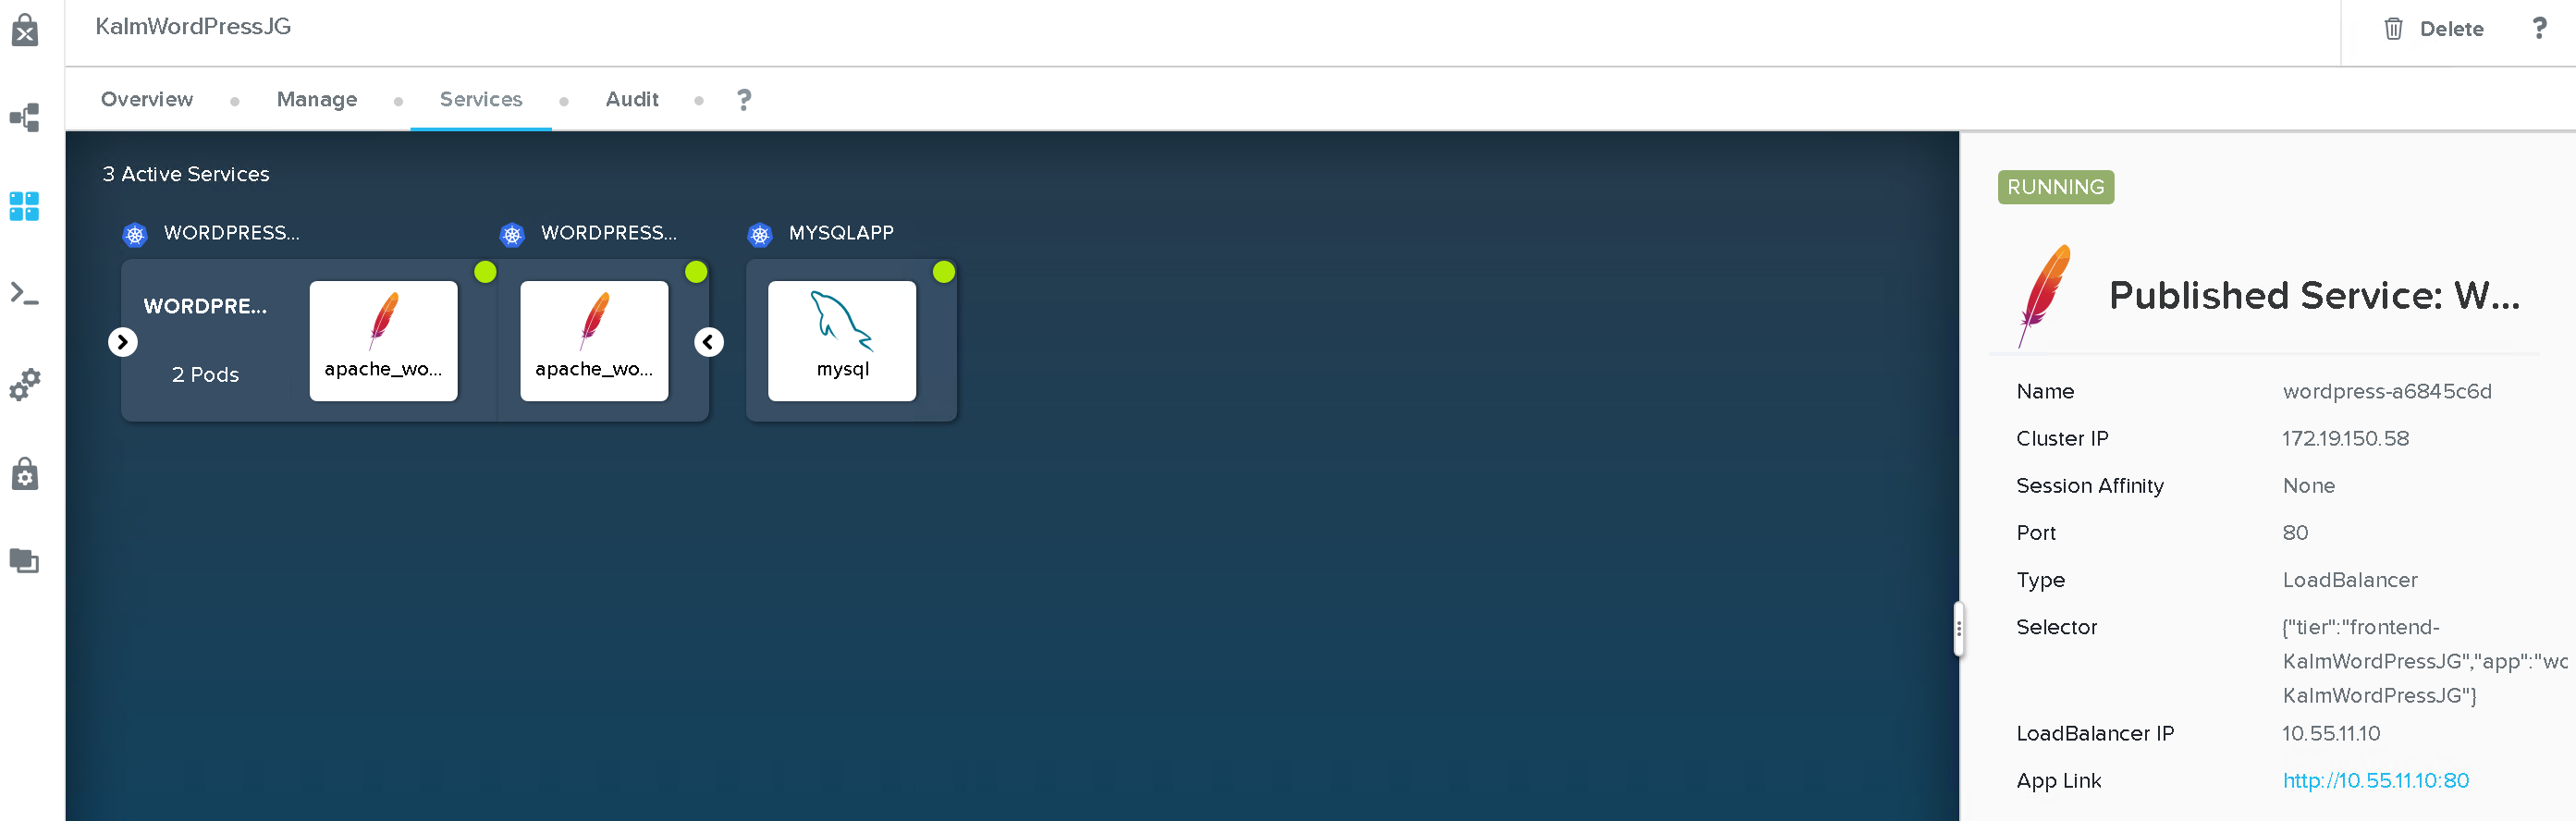 KalmWordPressJG
Delete ?
Overview Manage Services Audit ?
3 Active Services
WORDPRESS... WORDPRESS... MYSQLAPP
WORDPRE...
2 Pods
apache_wo... apache_wo... mysql
RUNNING
Published Service: W...
Name wordpress-a6845c6d
Cluster IP 172.19.150.58
Session Affinity None
Port 80
Type LoadBalancer
Selector {"tier":"frontend-
KalmWordPressJG","app":"wo
KalmWordPressJG"}
LoadBalancer IP 10.55.11.10
App Link http://10.55.11.10:80